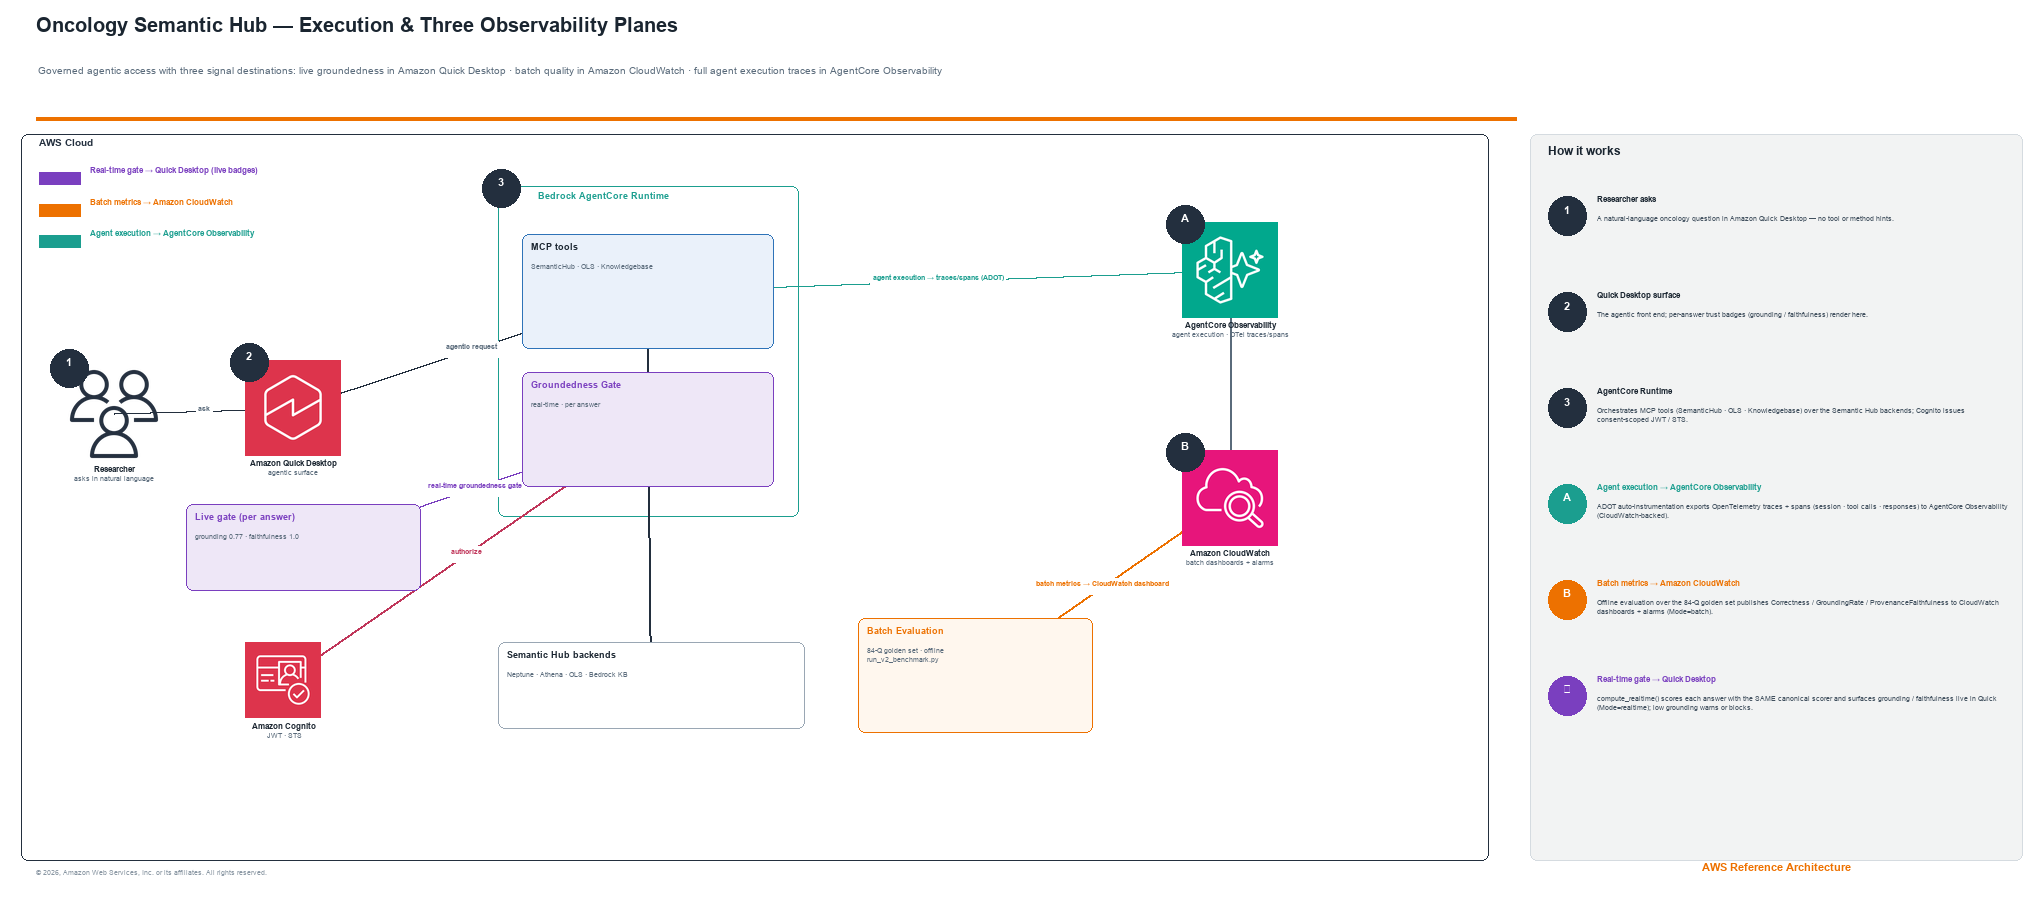 Oncology Semantic Hub — Execution & Three Observability Planes
Governed agentic access with three signal destinations: live groundedness in Amazon Quick Desktop · batch quality in Amazon CloudWatch · full agent execution traces in AgentCore Observability
AWS Cloud
Real-time gate → Quick Desktop (live badges)
Batch metrics → Amazon CloudWatch
Agent execution → AgentCore Observability
3
Bedrock AgentCore Runtime
MCP tools
SemanticHub · OLS · Knowledgebase
agent execution → traces/spans (ADOT)
A
AgentCore Observability
agent execution · OTel traces/spans
agentic request
1
Researcher
asks in natural language
ask
2
Amazon Quick Desktop
agentic surface
Groundedness Gate
real-time · per answer
real-time groundedness gate
Live gate (per answer)
grounding 0.77 · faithfulness 1.0
authorize
B
Amazon CloudWatch
batch dashboards + alarms
batch metrics → CloudWatch dashboard
Batch Evaluation
84-Q golden set · offline
run_v2_benchmark.py
Semantic Hub backends
Neptune · Athena · OLS · Bedrock KB
Amazon Cognito
JWT · STS
How it works
1
Researcher asks
A natural-language oncology question in Amazon Quick Desktop — no tool or method hints.
2
Quick Desktop surface
The agentic front end; per-answer trust badges (grounding / faithfulness) render here.
3
AgentCore Runtime
Orchestrates MCP tools (SemanticHub · OLS · Knowledgebase) over the Semantic Hub backends; Cognito issues
consent-scoped JWT / STS.
A
Agent execution → AgentCore Observability
ADOT auto-instrumentation exports OpenTelemetry traces + spans (session · tool calls · responses) to AgentCore Observability
(CloudWatch-backed).
B
Batch metrics → Amazon CloudWatch
Offline evaluation over the 84-Q golden set publishes Correctness / GroundingRate / ProvenanceFaithfulness to CloudWatch
dashboards + alarms (Mode=batch).
Real-time gate → Quick Desktop
compute_realtime() scores each answer with the SAME canonical scorer and surfaces grounding / faithfulness live in Quick
(Mode=realtime); low grounding warns or blocks.
© 2026, Amazon Web Services, Inc. or its affiliates. All rights reserved.
AWS Reference Architecture